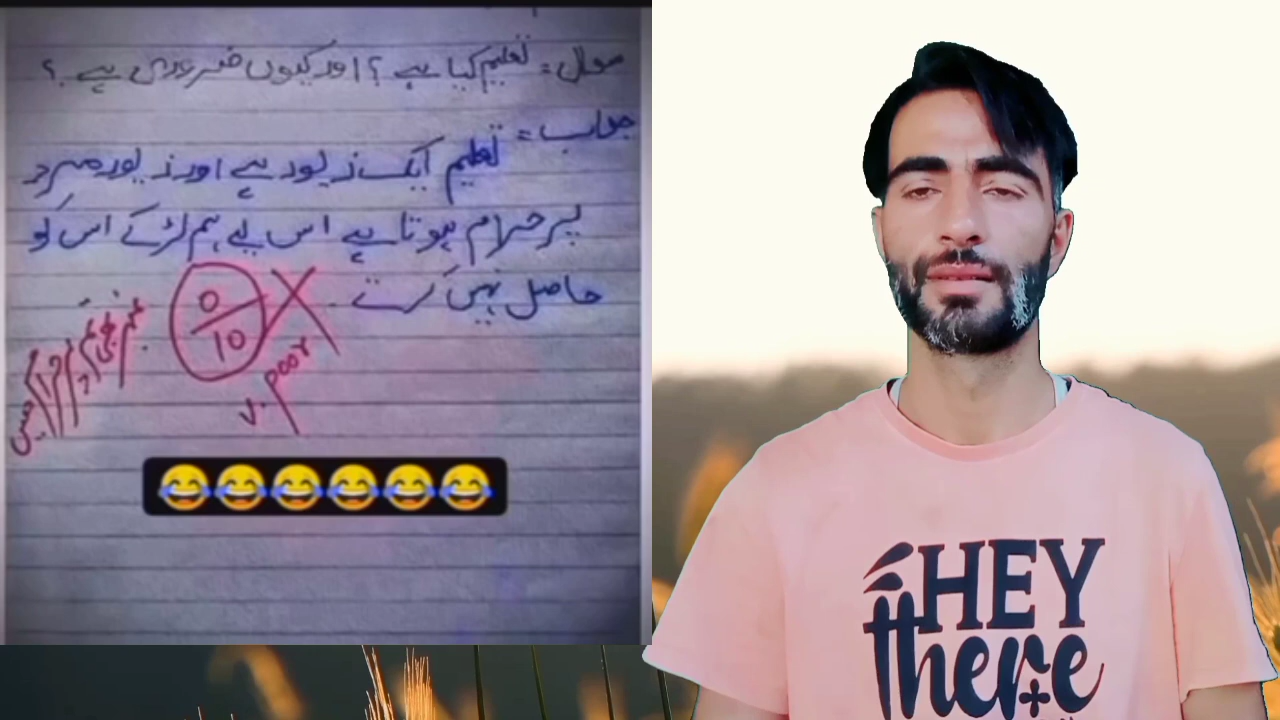 سوال = تعلیم کیا ہے ؟ اور کیوں ضروری ہے ؟
جواب =
تعلیم ایک زیور ہے اور زیور مرد
پر حرام ہوتا ہے اس لیے ہم لڑکے اس کو
حاصل نہیں کرتے
0
10
v. poor
HEY
there